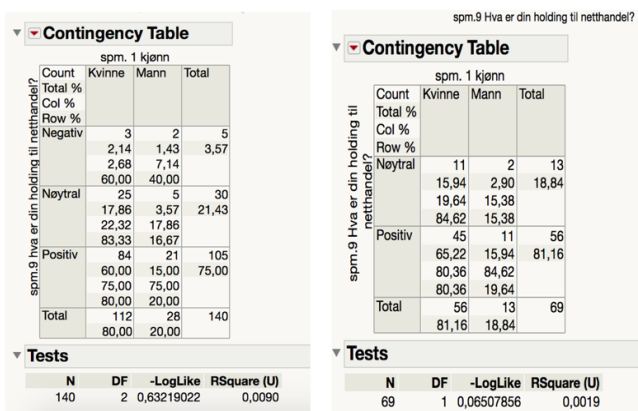 spm.9 Hva er din holding til netthandel?
Contingency Table
spm. 1 kjønn
spm.9 hva er din holding til netthandel?
Count Kvinne Mann Total
Total %
Col %
Row %
Negativ 3 2 5
2,14 1,43 3,57
2,68 7,14
60,00 40,00
Nøytral 25 5 30
17,86 3,57 21,43
22,32 17,86
83,33 16,67
Positiv 84 21 105
60,00 15,00 75,00
75,00 75,00
80,00 20,00
Total 112 28 140
80,00 20,00
Tests
N DF -LogLike RSquare (U)
140 2 0,63219022 0,0090
Contingency Table
spm. 1 kjønn
spm.9 Hva er din holding til
netthandel?
Count Kvinne Mann Total
Total %
Col %
Row %
Nøytral 11 2 13
15,94 2,90 18,84
19,64 15,38
84,62 15,38
Positiv 45 11 56
65,22 15,94 81,16
80,36 84,62
80,36 19,64
Total 56 13 69
81,16 18,84
Tests
N DF -LogLike RSquare (U)
69 1 0,06507856 0,0019